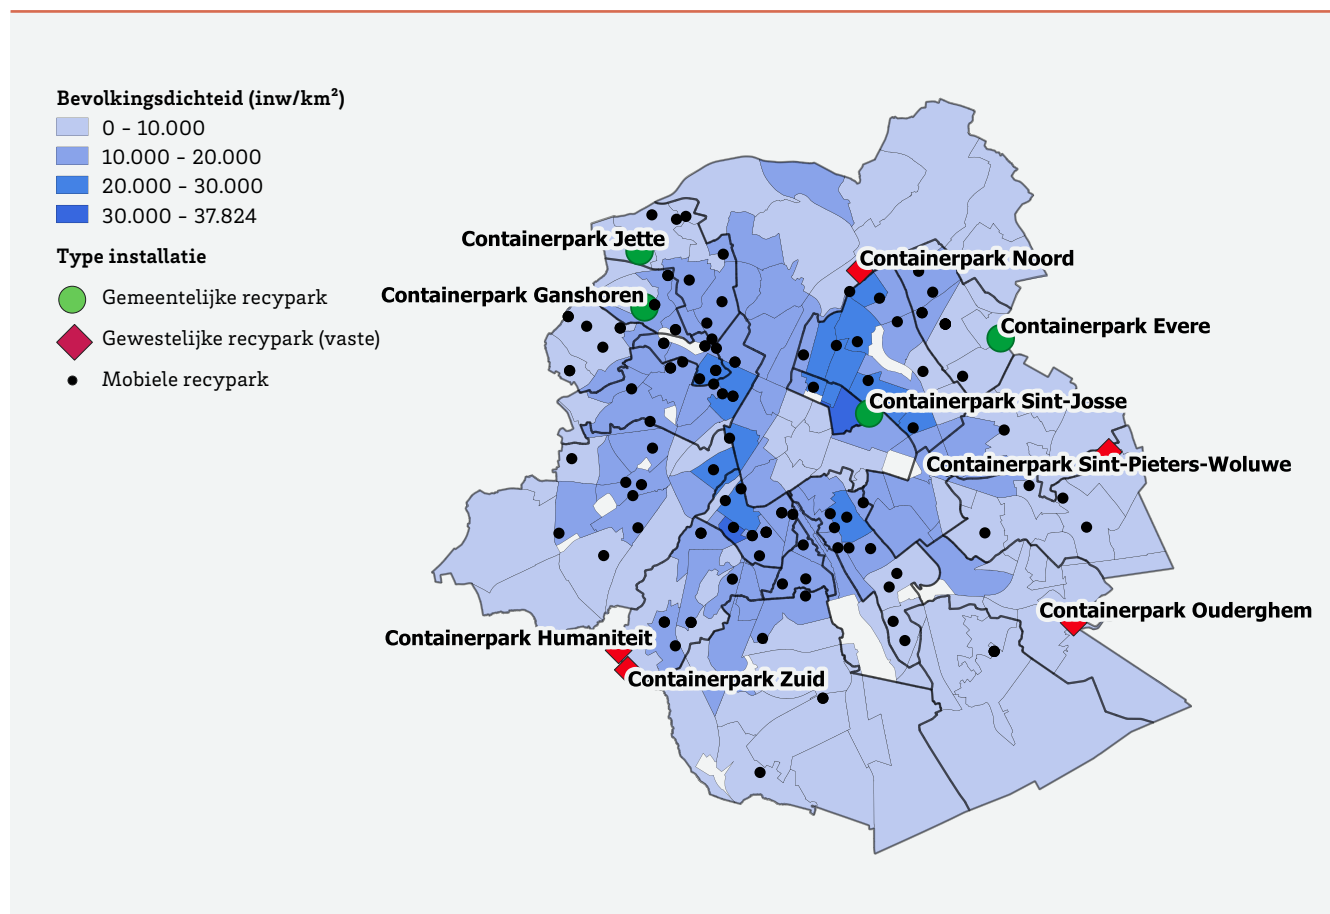 Bevolkingsdichteid (inw/km²)
0 - 10.000
10.000 - 20.000
20.000 - 30.000
30.000 - 37.824
Type installatie
Gemeentelijke recypark
Gewestelijke recypark (vaste)
Mobiele recypark
Containerpark Jette
Containerpark Noord
Containerpark Ganshoren
Containerpark Evere
Containerpark Sint-Josse
Containerpark Sint-Pieters-Woluwe
Containerpark Ouderghem
Containerpark Humaniteit
Containerpark Zuid